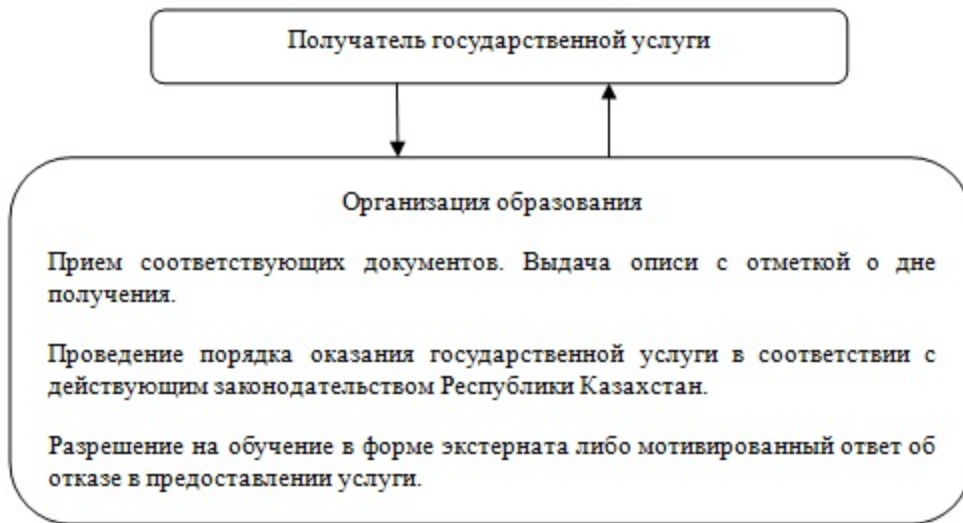 Получатель государственной услуги
Организация образования
Прием соответствующих документов. Выдача описи с отметкой о дне
получения.
Проведение порядка оказания государственной услуги в соответствии с
действующим законодательством Республики Казахстан.
Разрешение на обучение в форме экстерната либо мотивированный ответ об
отказе в предоставлении услуги.